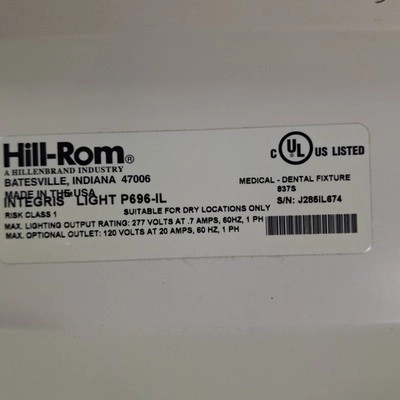 Hill-Rom®
A HILLENBRAND INDUSTRY
BATESVILLE, INDIANA 47006
MADE IN THE USA
INTEGRIS™ LIGHT P696-IL
RISK CLASS 1
SUITABLE FOR DRY LOCATIONS ONLY
MAX. LIGHTING OUTPUT RATING: 277 VOLTS AT .7 AMPS, 60HZ, 1 PH
MAX. OPTIONAL OUTLET: 120 VOLTS AT 20 AMPS, 60 HZ, 1 PH
C UL® US LISTED
MEDICAL - DENTAL FIXTURE
837S
S/N: J285IL674